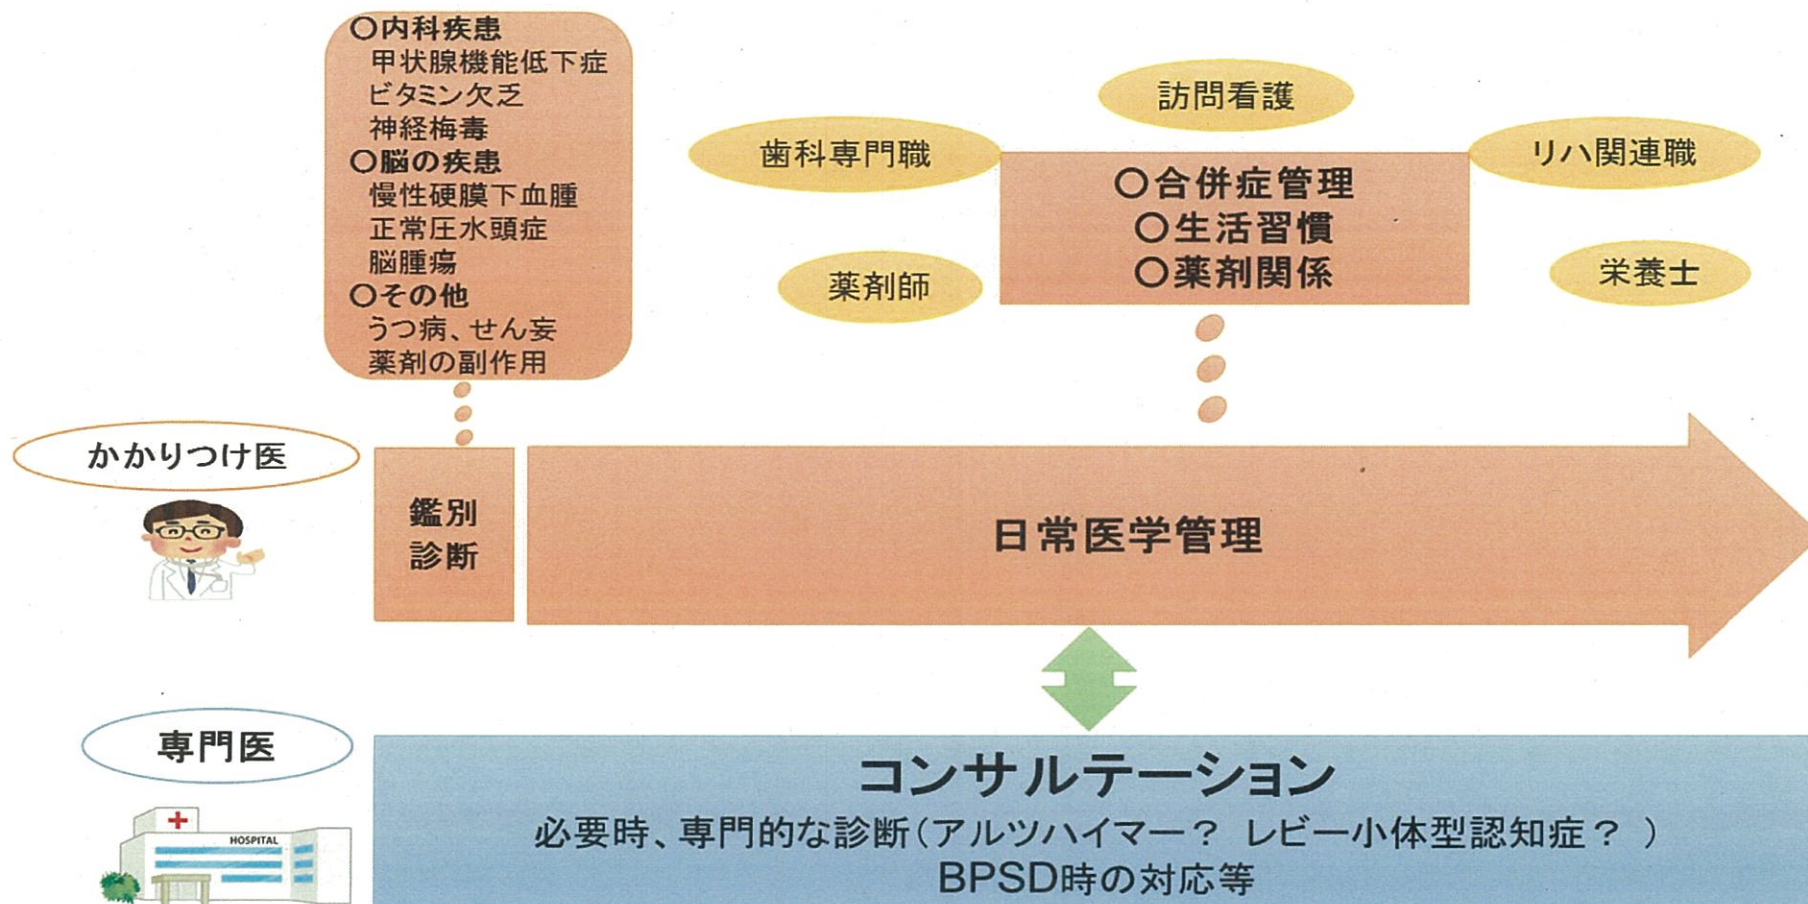 〇内科疾患
甲状腺機能低下症
ビタミン欠乏
神経梅毒
〇脳の疾患
慢性硬膜下血腫
正常圧水頭症
脳腫瘍
〇その他
うつ病、せん妄
薬剤の副作用
訪問看護
歯科専門職
リハ関連職
〇合併症管理
〇生活習慣
〇薬剤関係
薬剤師
栄養士
かかりつけ医
鑑別
診断
日常医学管理
専門医
HOSPITAL
コンサルテーション
必要時、専門的な診断(アルツハイマー? レビー小体型認知症? )
BPSD時の対応等